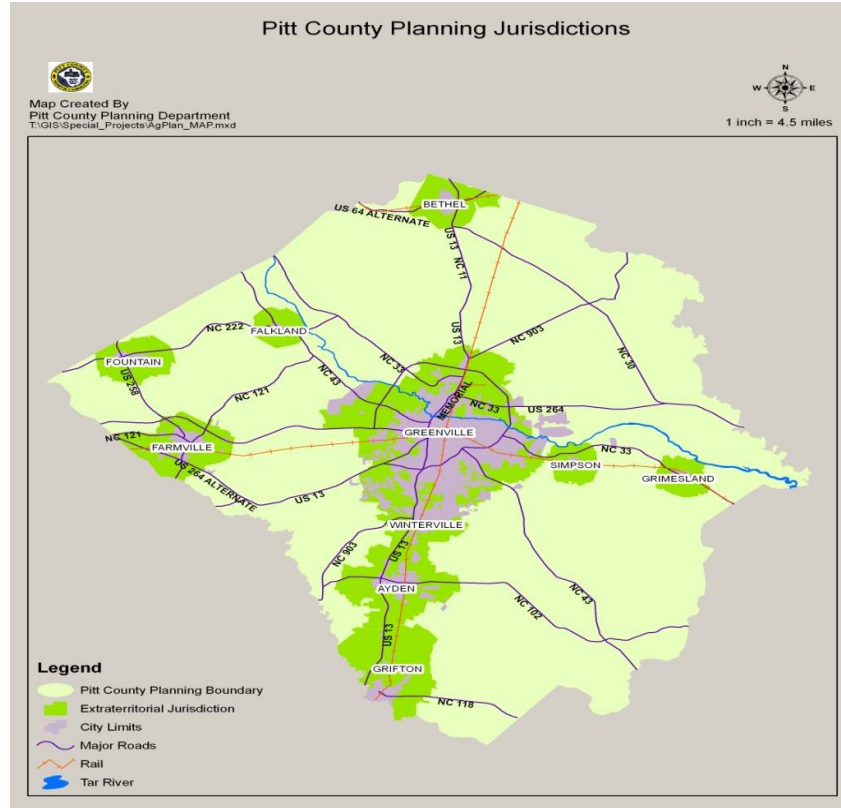 Pitt County Planning Jurisdictions
PITT COUNTY
NORTH CAROLINA
Map Created By
Pitt County Planning Department
T:\GIS\Special_Projects\AgPlan_MAP.mxd
N
W E
S
1 inch = 4.5 miles
BETHEL
US 64 ALTERNATE
US 13
NC 11
US 13
NC 903
NC 30
NC 222
FALKLAND
FOUNTAIN
US 258
NC 121
NC 43
NC 33
MEMORIAL
NC 33
US 264
GREENVILLE
NC 121
FARMVILLE
US 264 ALTERNATE
US 13
NC 33
SIMPSON
GRIMESLAND
WINTERVILLE
NC 903
US 13
AYDEN
NC 102
NC 43
US 13
GRIFTON
NC 118
Legend
Pitt County Planning Boundary
Extraterritorial Jurisdiction
City Limits
Major Roads
Rail
Tar River